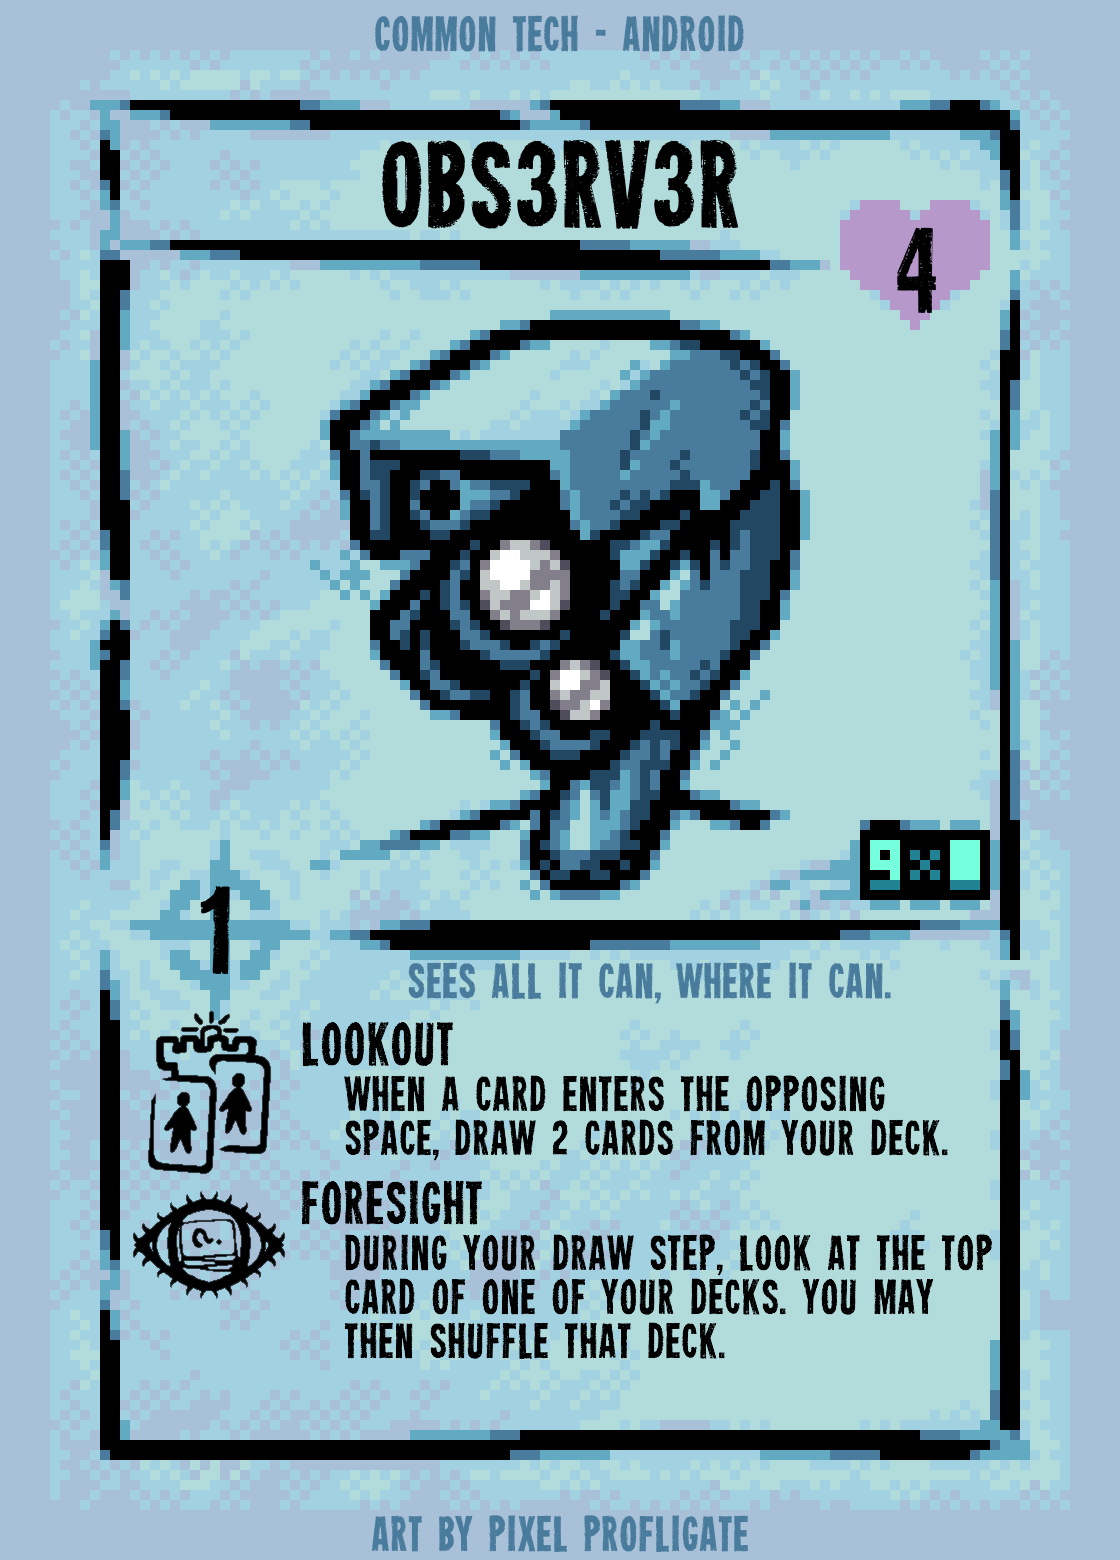 COMMON TECH - ANDROID
OBS3RV3R
4
9 X
1
SEES ALL IT CAN, WHERE IT CAN.
LOOKOUT
WHEN A CARD ENTERS THE OPPOSING
SPACE, DRAW 2 CARDS FROM YOUR DECK.
FORESIGHT
?.
DURING YOUR DRAW STEP, LOOK AT THE TOP
CARD OF ONE OF YOUR DECKS. YOU MAY
THEN SHUFFLE THAT DECK.
ART BY PIXEL PROFLIGATE